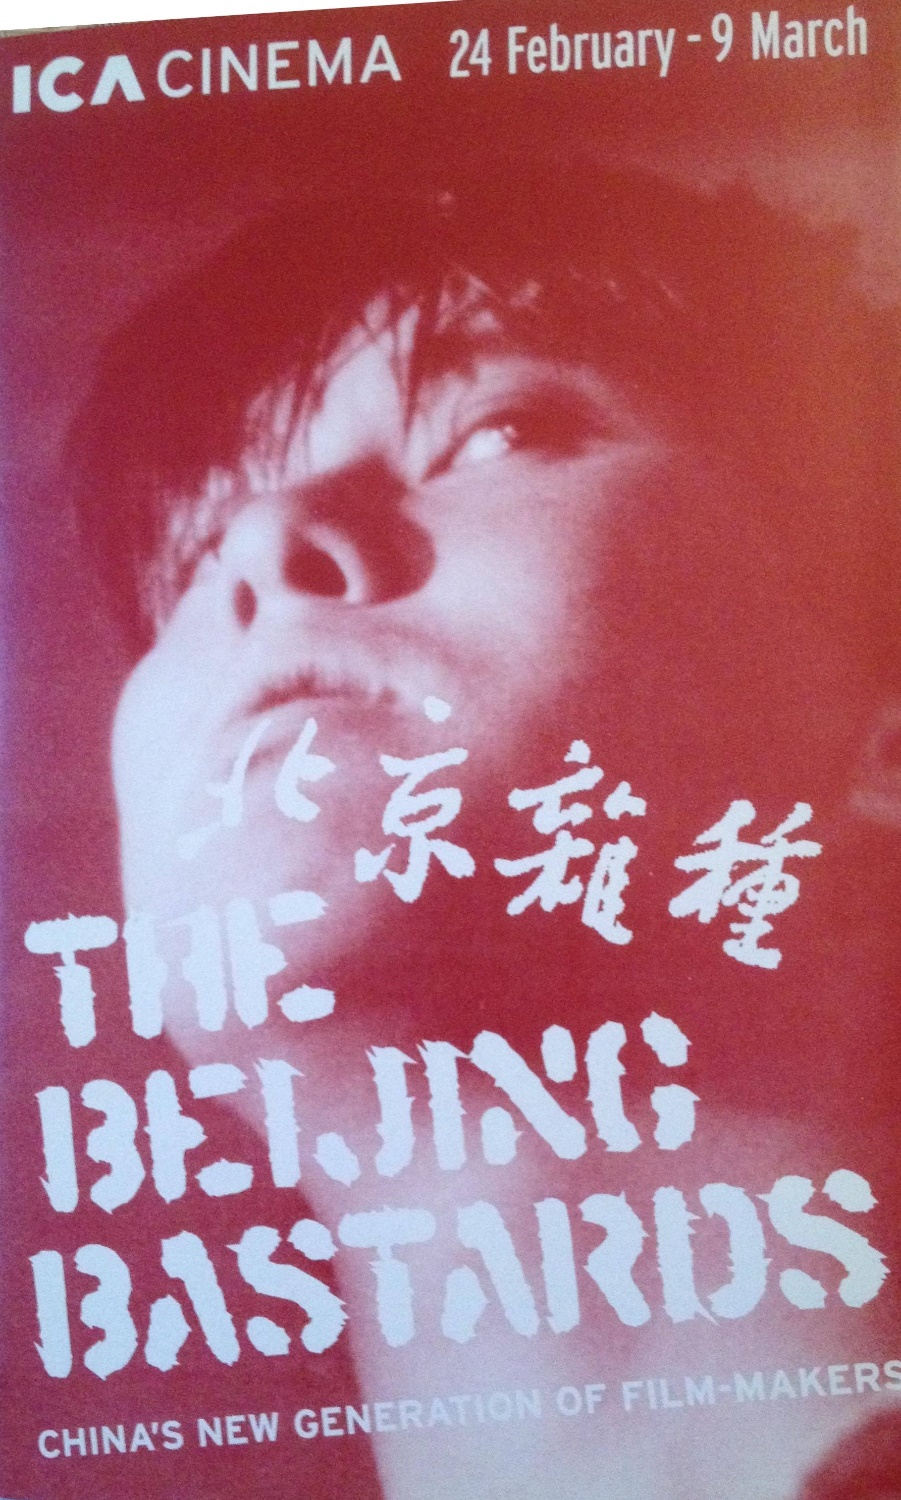 ICA CINEMA 24 February - 9 March
北京雜種
THE
BEIJING
BASTARDS
CHINA'S NEW GENERATION OF FILM-MAKERS